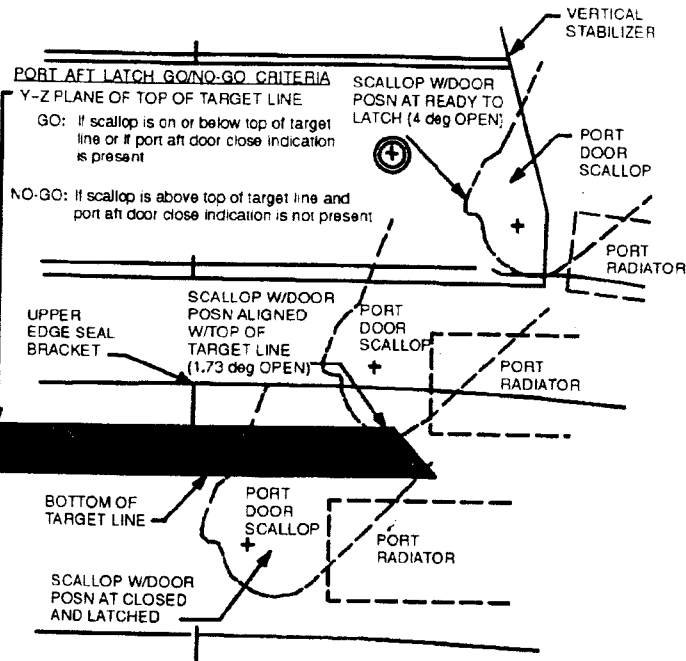 VERTICAL
STABILIZER
PORT AFT LATCH GO/NO-GO CRITERIA
Y-Z PLANE OF TOP OF TARGET LINE
GO: If scallop is on or below top of target
line or if port aft door close indication
is present
NO-GO: If scallop is above top of target line and
port aft door close indication is not present
SCALLOP W/DOOR
POSN AT READY TO
LATCH (4 deg OPEN)
PORT
DOOR
SCALLOP
PORT
RADIATOR
SCALLOP W/DOOR
POSN ALIGNED
W/TOP OF
TARGET LINE
(1.73 deg OPEN)
PORT
DOOR
SCALLOP
UPPER
EDGE SEAL
BRACKET
PORT
RADIATOR
BOTTOM OF
TARGET LINE
PORT
DOOR
SCALLOP
PORT
RADIATOR
SCALLOP W/DOOR
POSN AT CLOSED
AND LATCHED